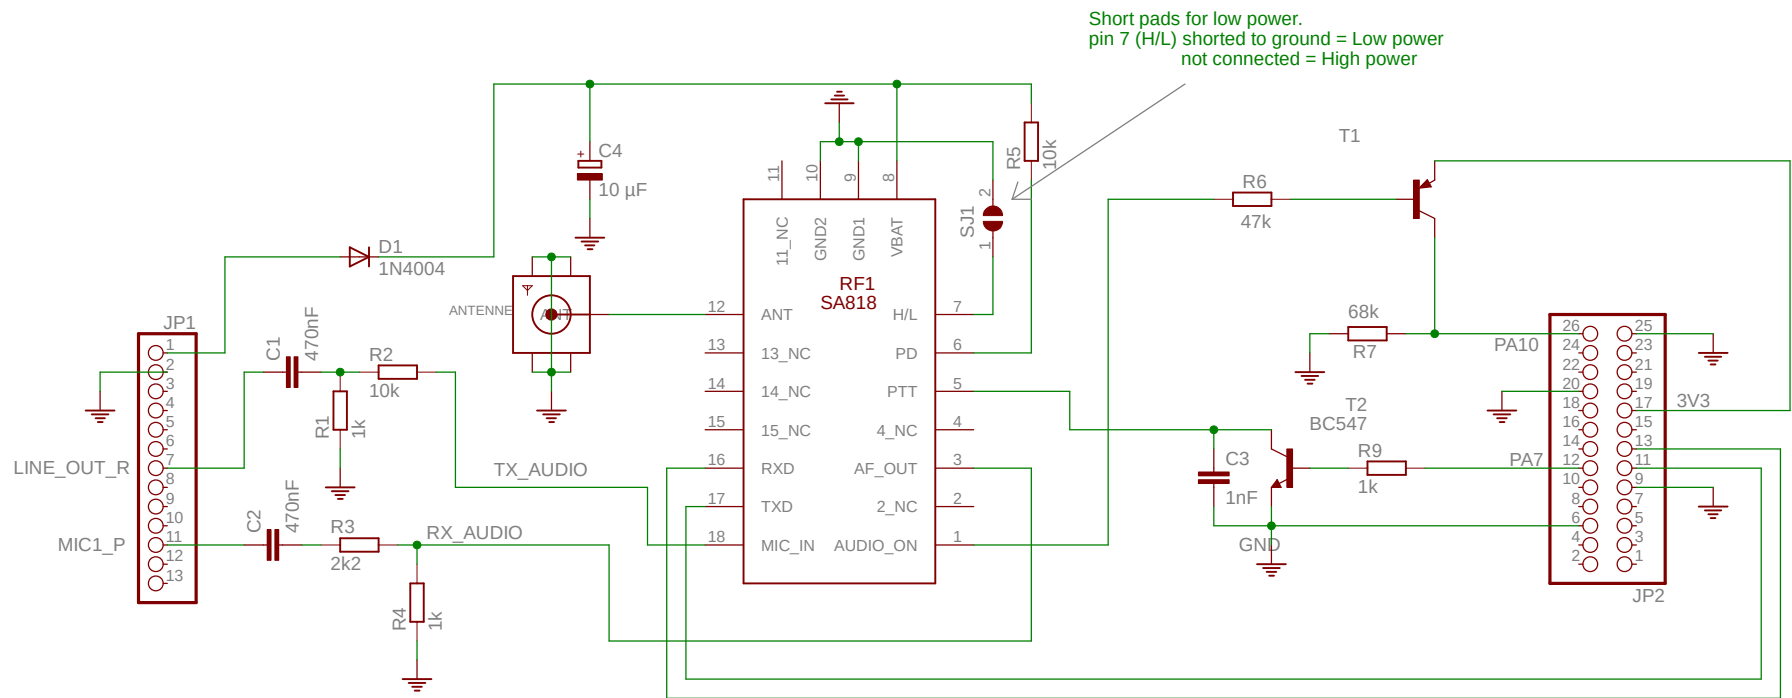 Short pads for low power.
pin 7 (H/L) shorted to ground = Low power
not connected = High power
T1
C4
+
10 µF
R5
10k
11
10
9
8
2
SJ1
1
R6
47k
D1
1N4004
11_NC
GND2
GND1
VBAT
RF1
SA818
ANTENNE
ANT
12
ANT
H/L
7
13
13_NC
PD
6
14
14_NC
PTT
5
15
15_NC
4_NC
4
16
RXD
AF_OUT
3
17
TXD
2_NC
2
18
MIC_IN
AUDIO_ON
1
JP1
1
2
3
4
5
6
7
8
9
10
11
12
13
LINE_OUT_R
MIC1_P
C1
470nF
R2
10k
R1
1k
TX_AUDIO
C2
470nF
R3
2k2
RX_AUDIO
R4
1k
68k
R7
PA10
T2
BC547
C3
1nF
R9
1k
PA7
GND
3V3
26
25
24
23
22
21
20
19
18
17
16
15
14
13
12
11
10
9
8
7
6
5
4
3
2
1
JP2